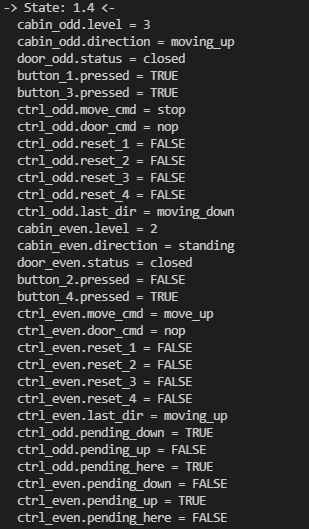 -> State: 1.4 <-
cabin_odd.level = 3
cabin_odd.direction = moving_up
door_odd.status = closed
button_1.pressed = TRUE
button_3.pressed = TRUE
ctrl_odd.move_cmd = stop
ctrl_odd.door_cmd = nop
ctrl_odd.reset_1 = FALSE
ctrl_odd.reset_2 = FALSE
ctrl_odd.reset_3 = FALSE
ctrl_odd.reset_4 = FALSE
ctrl_odd.last_dir = moving_down
cabin_even.level = 2
cabin_even.direction = standing
door_even.status = closed
button_2.pressed = FALSE
button_4.pressed = TRUE
ctrl_even.move_cmd = move_up
ctrl_even.door_cmd = nop
ctrl_even.reset_1 = FALSE
ctrl_even.reset_2 = FALSE
ctrl_even.reset_3 = FALSE
ctrl_even.reset_4 = FALSE
ctrl_even.last_dir = moving_up
ctrl_odd.pending_down = TRUE
ctrl_odd.pending_up = FALSE
ctrl_odd.pending_here = TRUE
ctrl_even.pending_down = FALSE
ctrl_even.pending_up = TRUE
ctrl_even.pending_here = FALSE